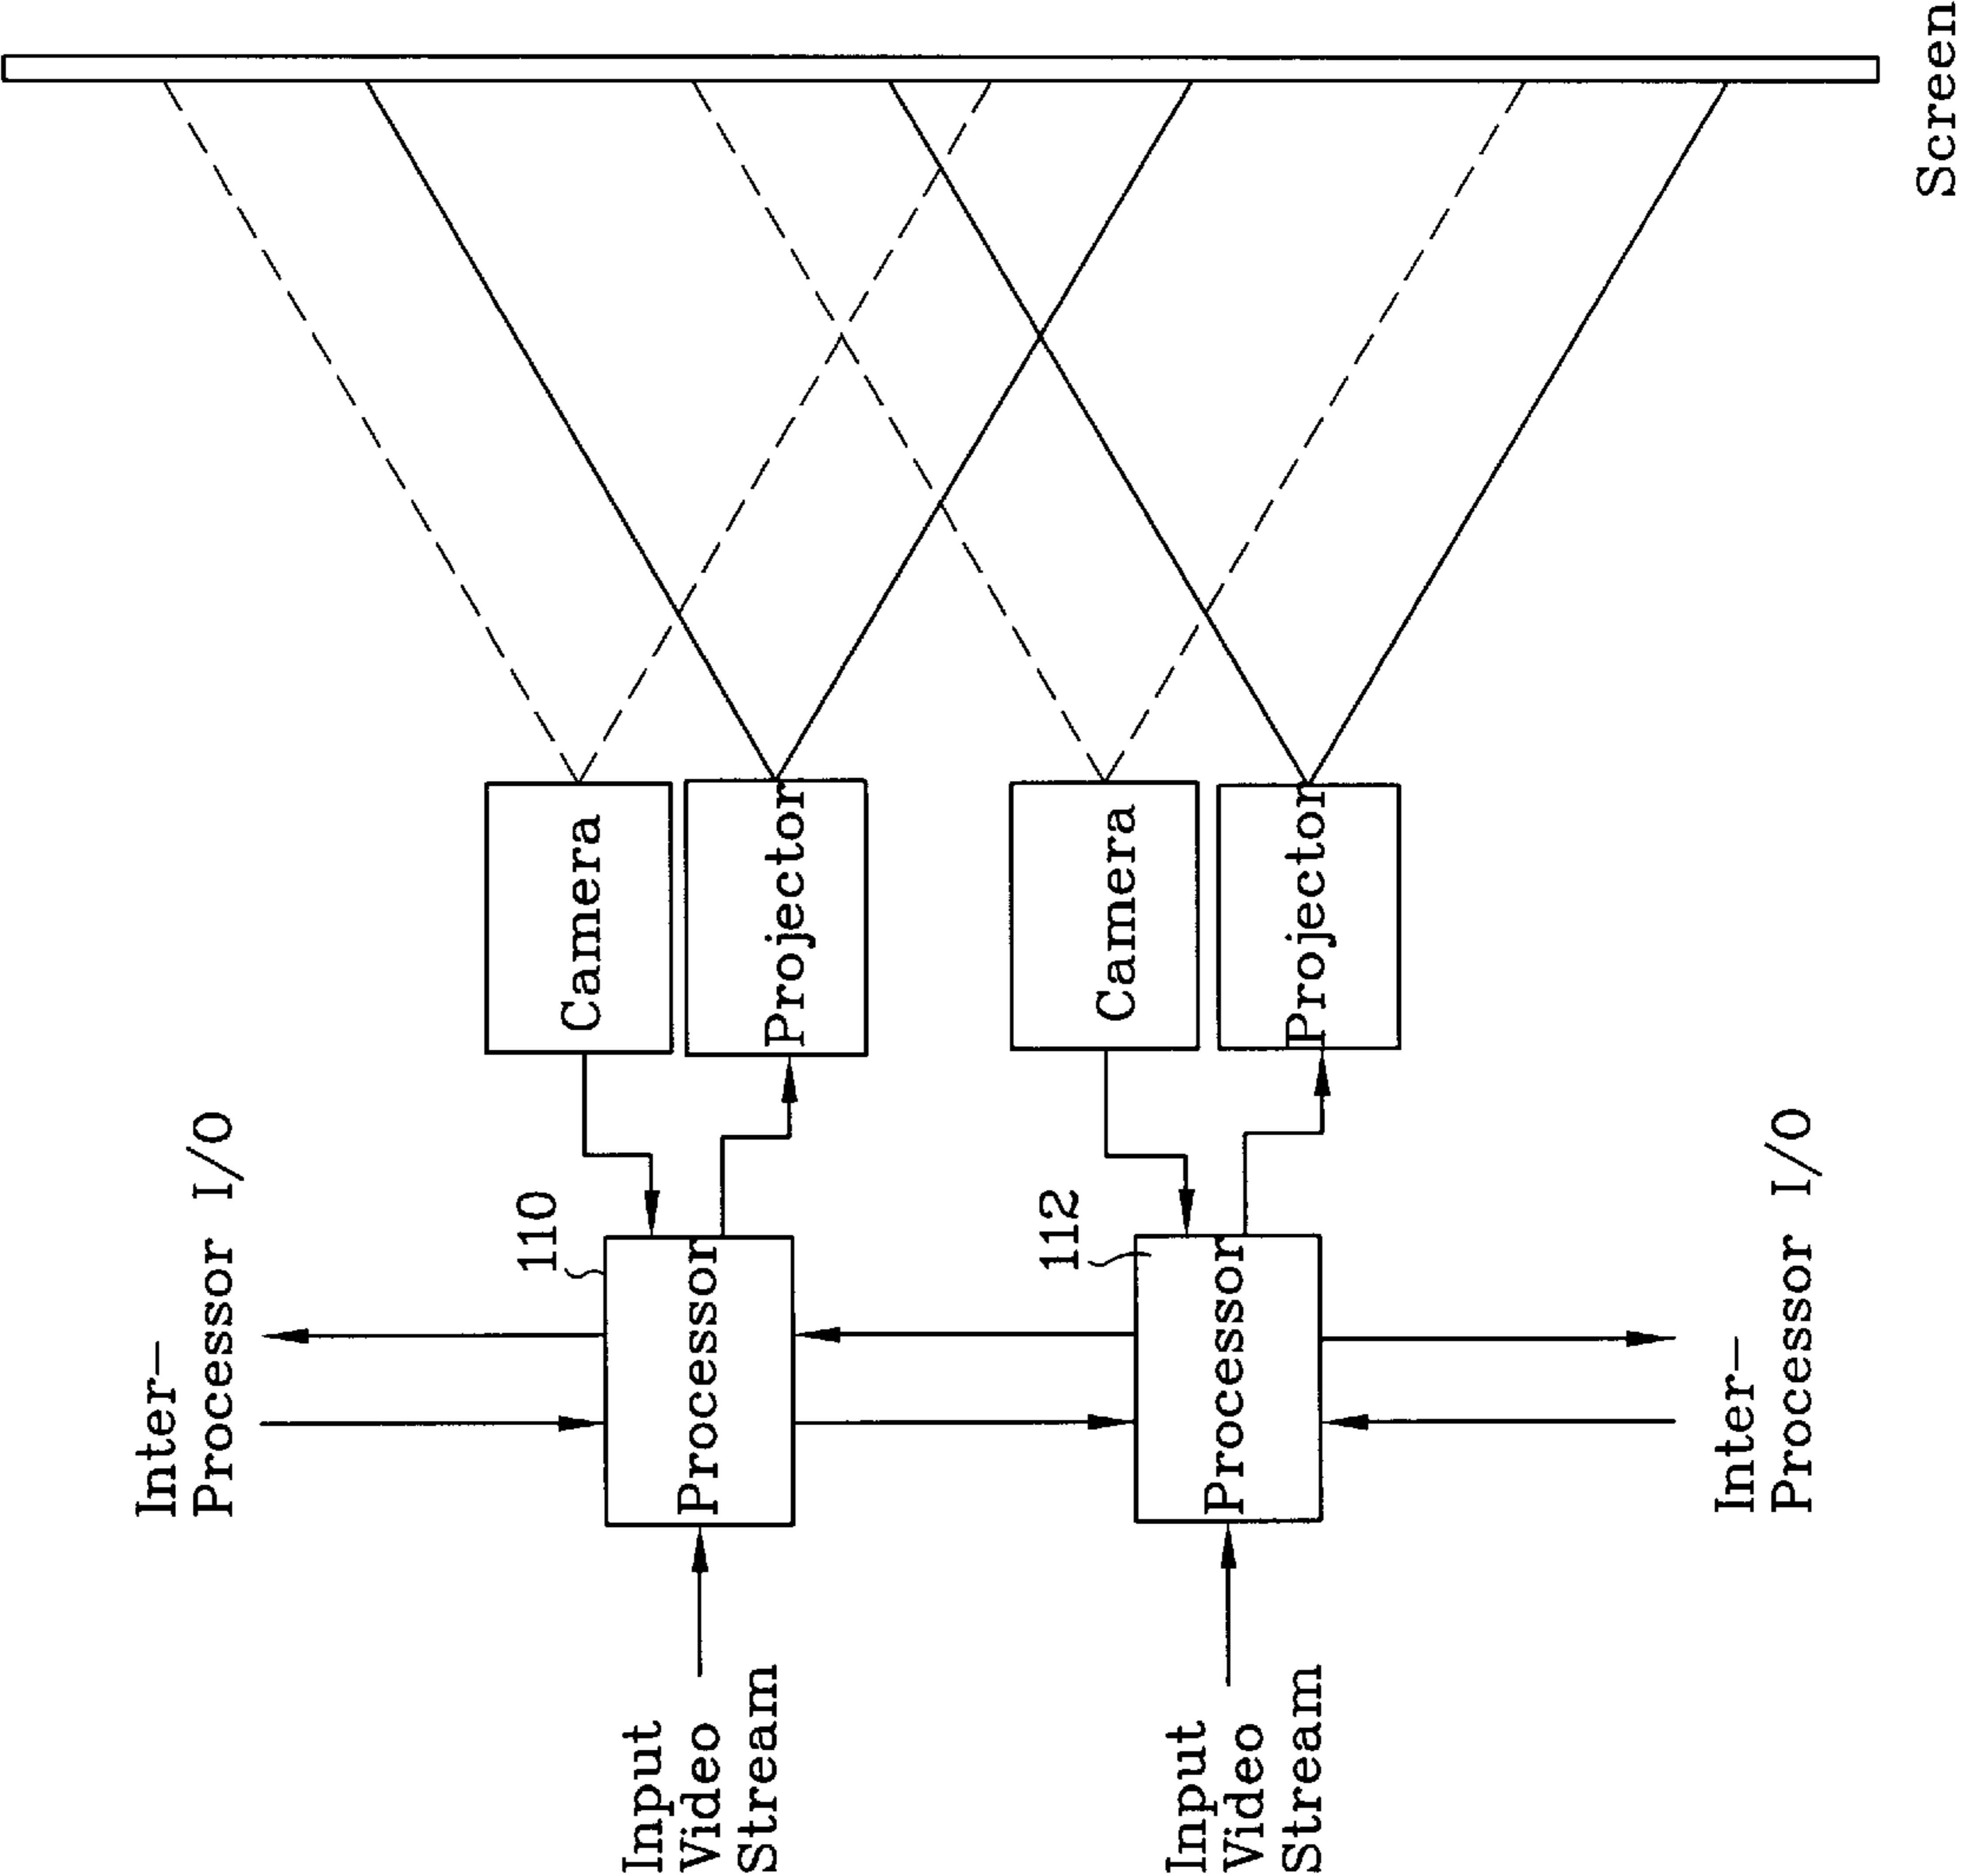 Inter-
Processor I/O
110
Input
Video
Stream
Processor
Camera
Projector
112
Input
Video
Stream
Processor
Camera
Projector
Inter-
Processor I/O
Screen